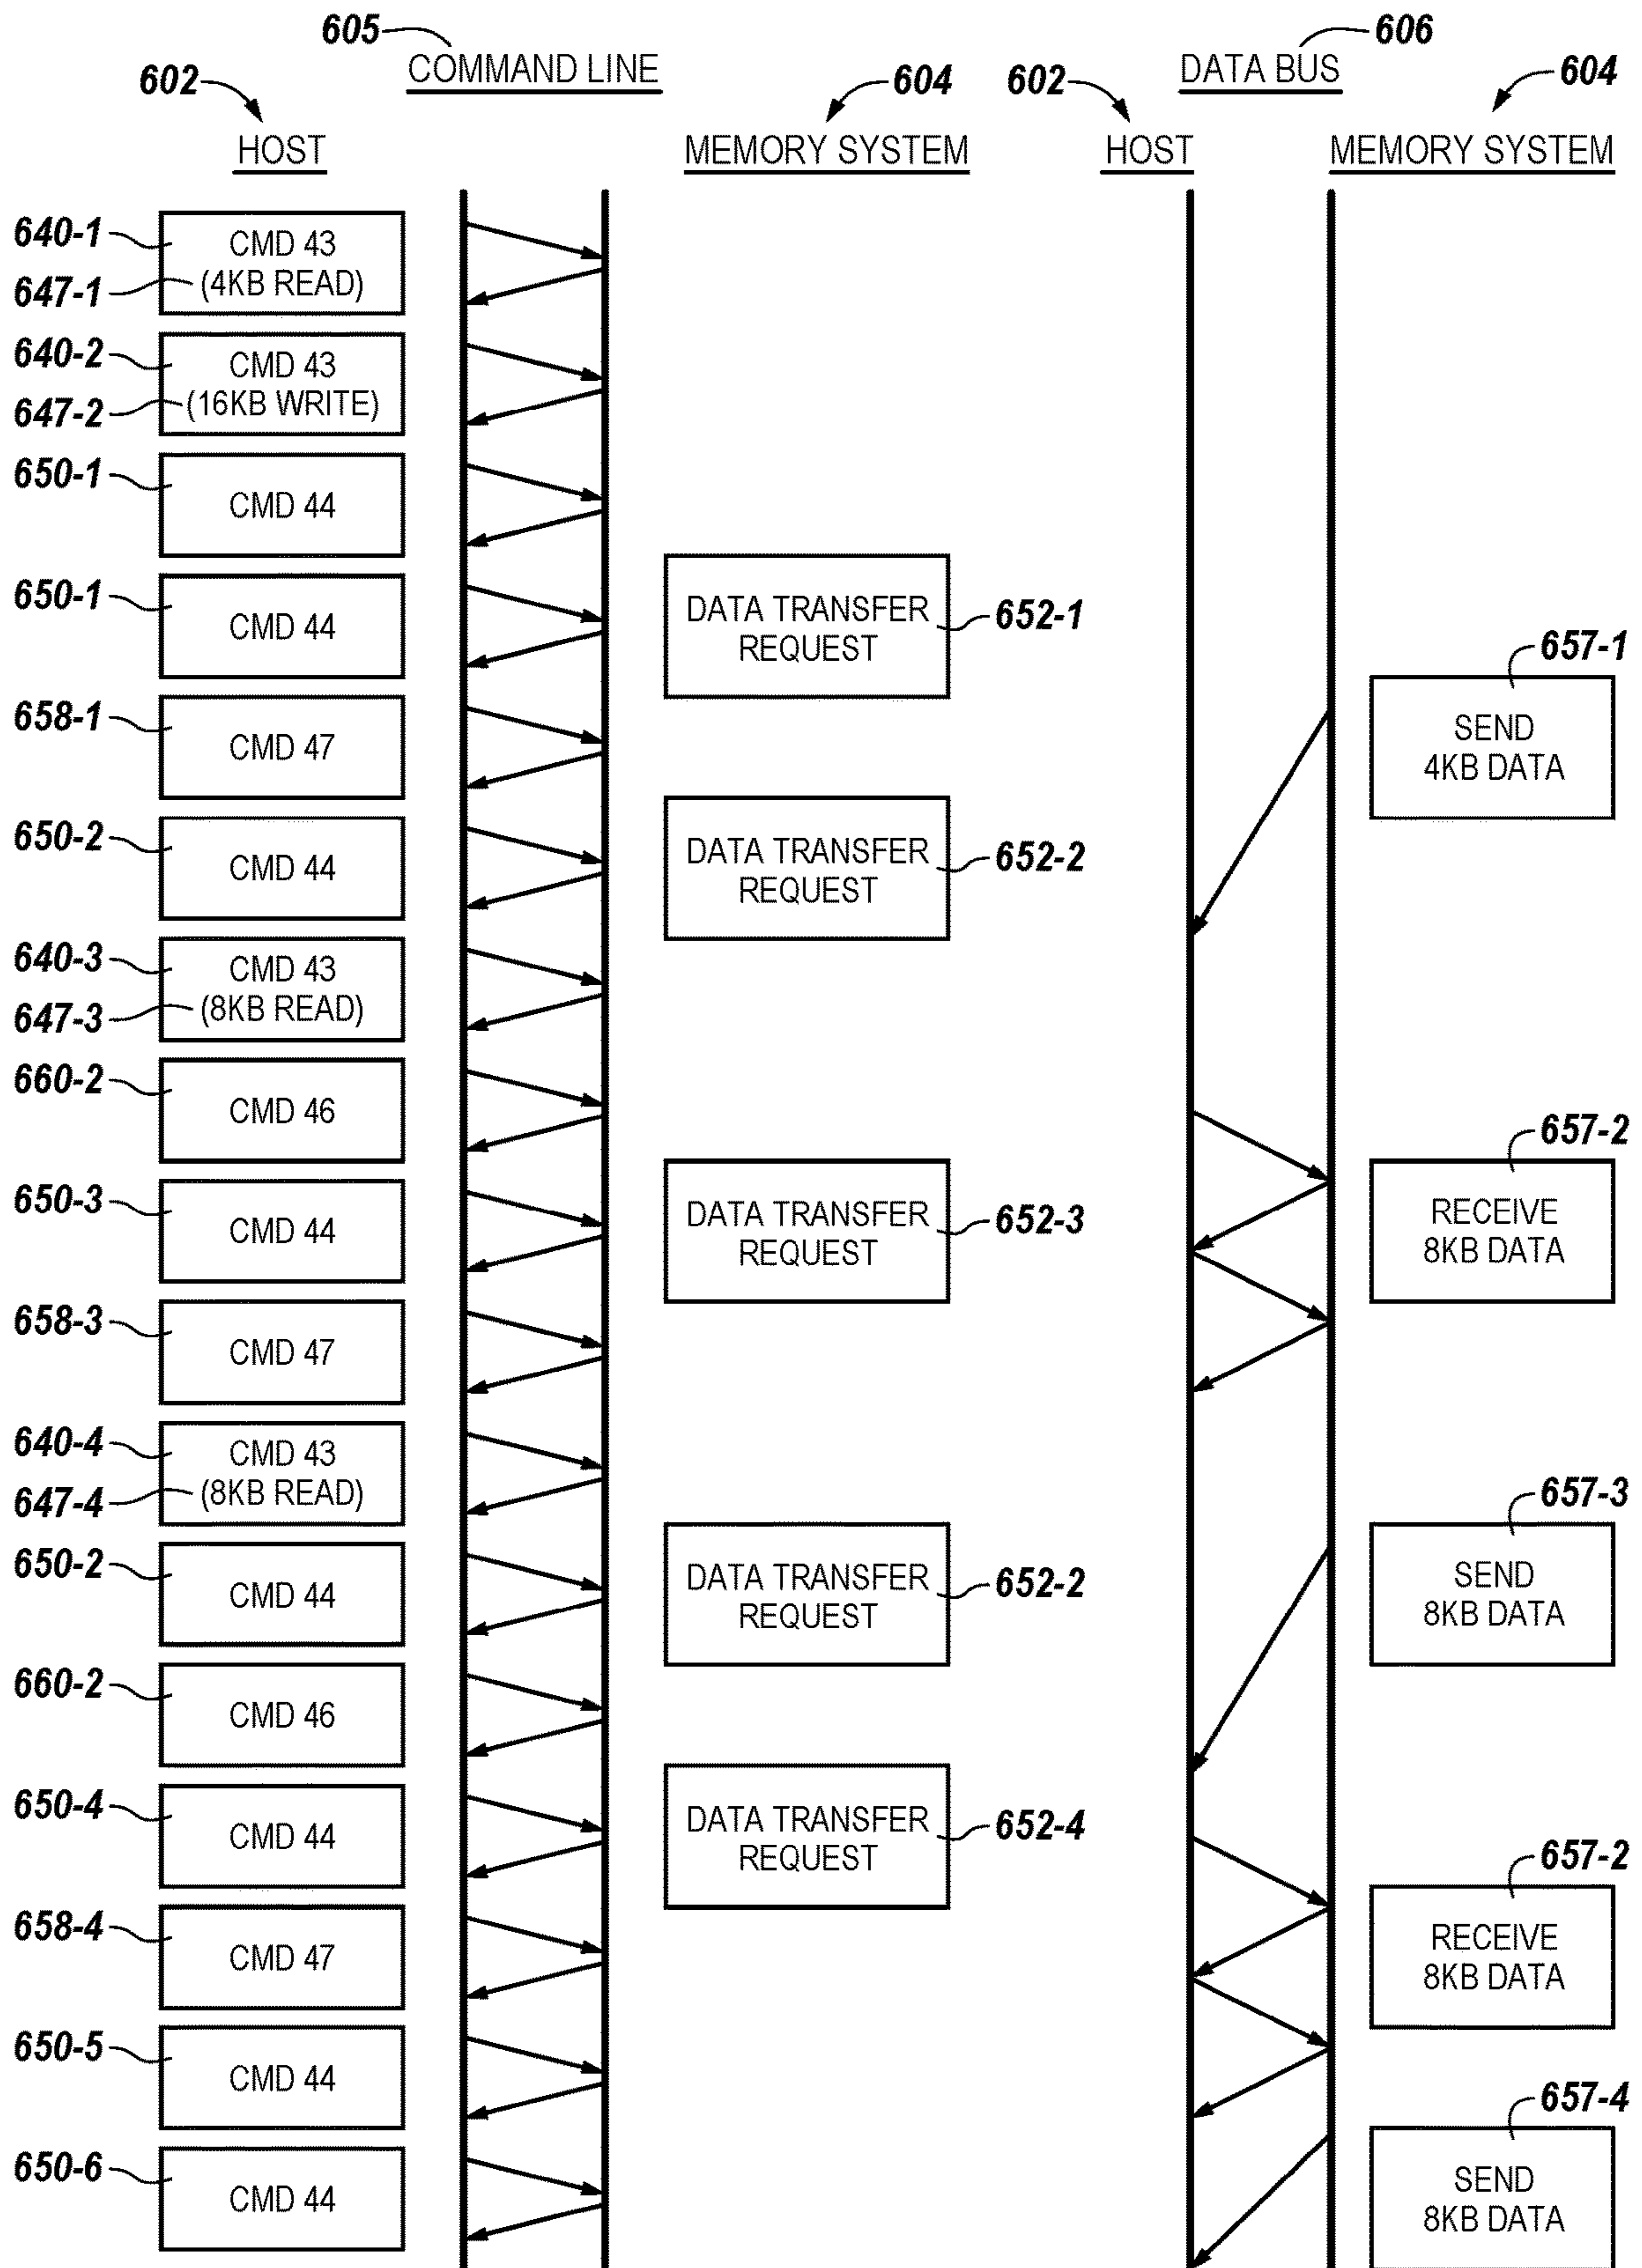 605
COMMAND LINE
606
DATA BUS
602
604
602
604
HOST
MEMORY SYSTEM
HOST
MEMORY SYSTEM
640-1
CMD 43
647-1
(4KB READ)
640-2
CMD 43
647-2
(16KB WRITE)
650-1
CMD 44
650-1
CMD 44
DATA TRANSFER
REQUEST
652-1
657-1
SEND
4KB DATA
658-1
CMD 47
650-2
CMD 44
DATA TRANSFER
REQUEST
652-2
640-3
CMD 43
647-3
(8KB READ)
660-2
CMD 46
657-2
RECEIVE
8KB DATA
650-3
CMD 44
DATA TRANSFER
REQUEST
652-3
658-3
CMD 47
640-4
CMD 43
647-4
(8KB READ)
657-3
SEND
8KB DATA
650-2
CMD 44
DATA TRANSFER
REQUEST
652-2
660-2
CMD 46
650-4
CMD 44
DATA TRANSFER
REQUEST
652-4
657-2
RECEIVE
8KB DATA
658-4
CMD 47
650-5
CMD 44
657-4
SEND
8KB DATA
650-6
CMD 44